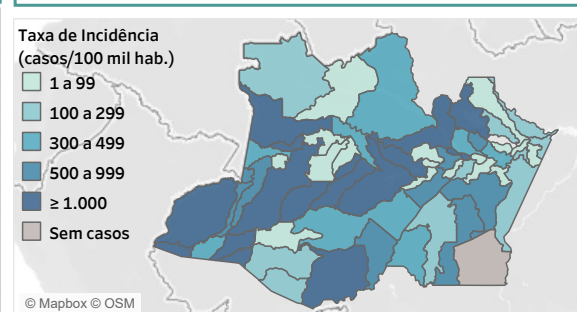 Taxa de Incidência
(casos/100 mil hab.)
1 a 99
100 a 299
300 a 499
500 a 999
≥ 1.000
Sem casos
© Mapbox © OSM